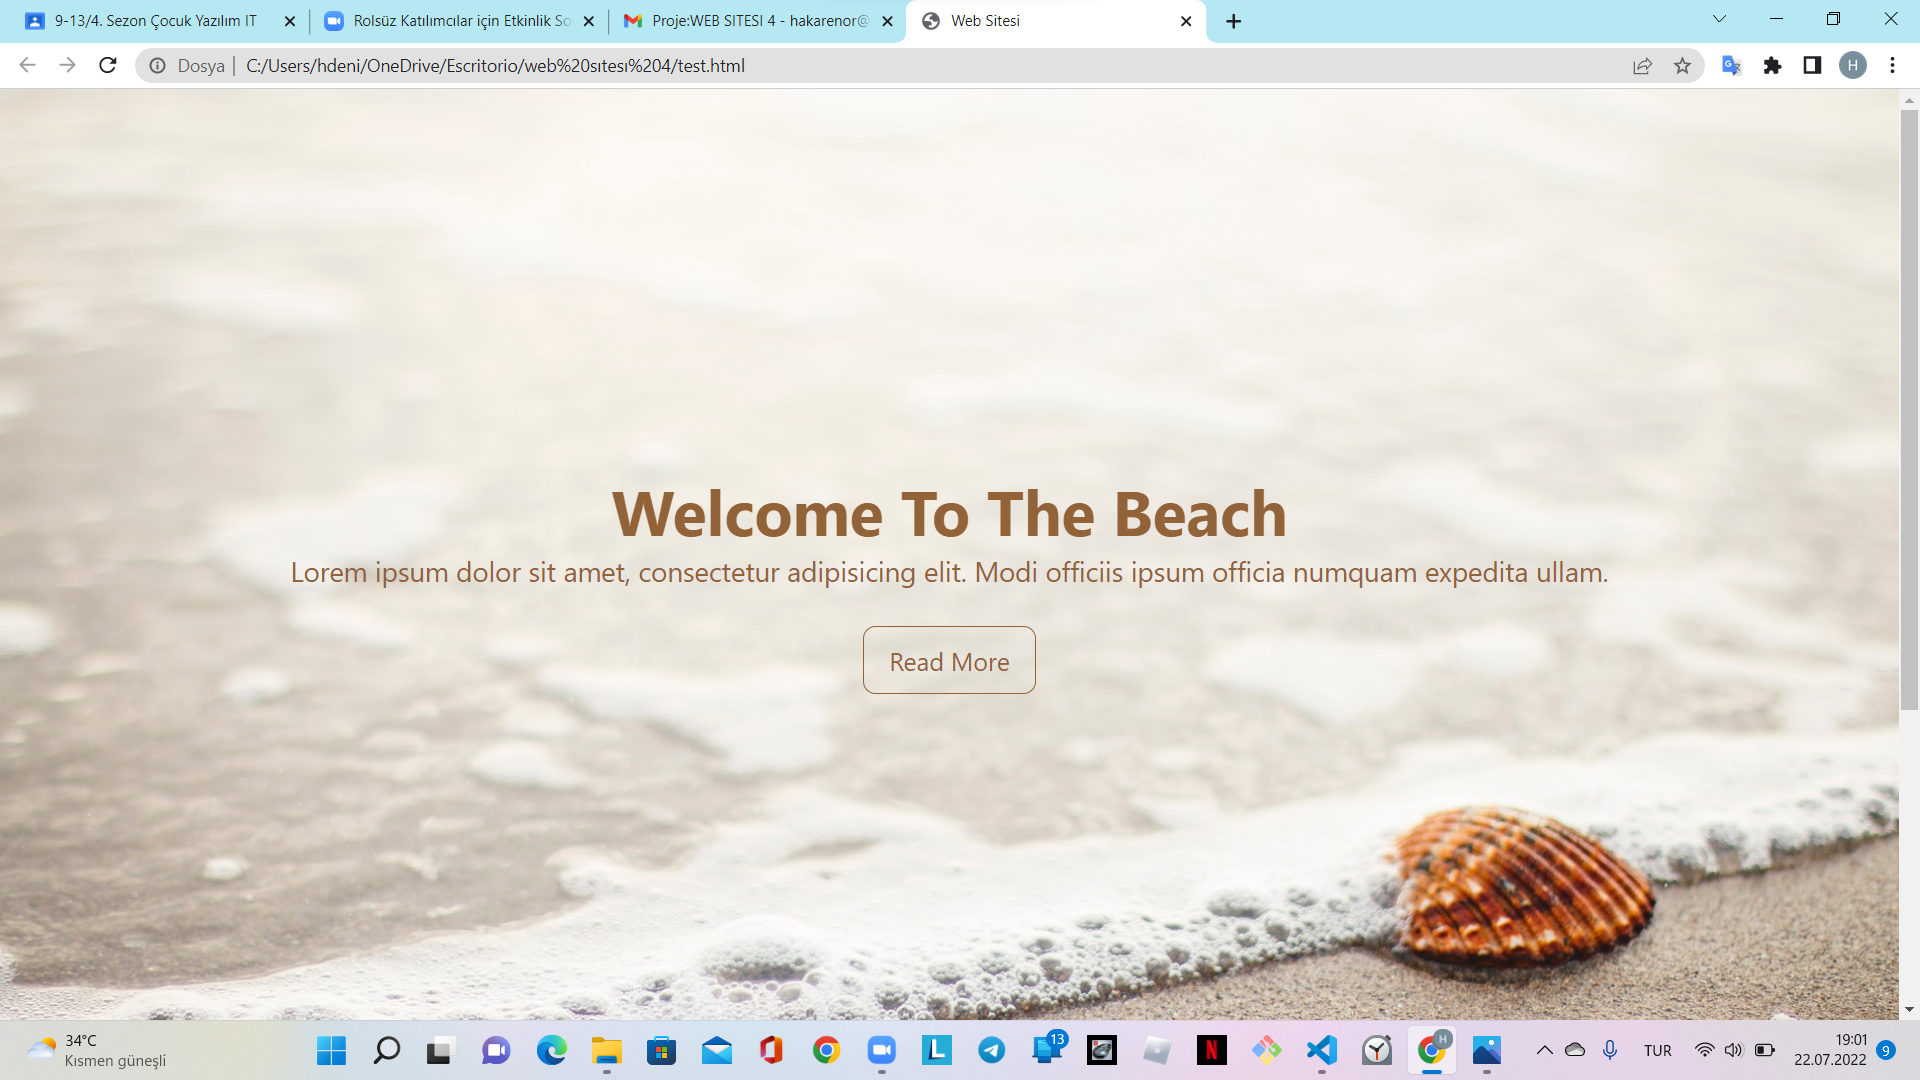 9-13/4. Sezon Çocuk Yazılım IT
Rolsüz Katılımcılar için Etkinlik So
Proje:WEB SITESI 4 - hakarenor@
Web Sitesi
Dosya | C:/Users/hdeni/OneDrive/Escritorio/web%20sıtesı%204/test.html
H
Welcome To The Beach
Lorem ipsum dolor sit amet, consectetur adipisicing elit. Modi officiis ipsum officia numquam expedita ullam.
Read More
34°C
Kısmen güneşli
L
13
N
H
TUR
19:01
22.07.2022
9